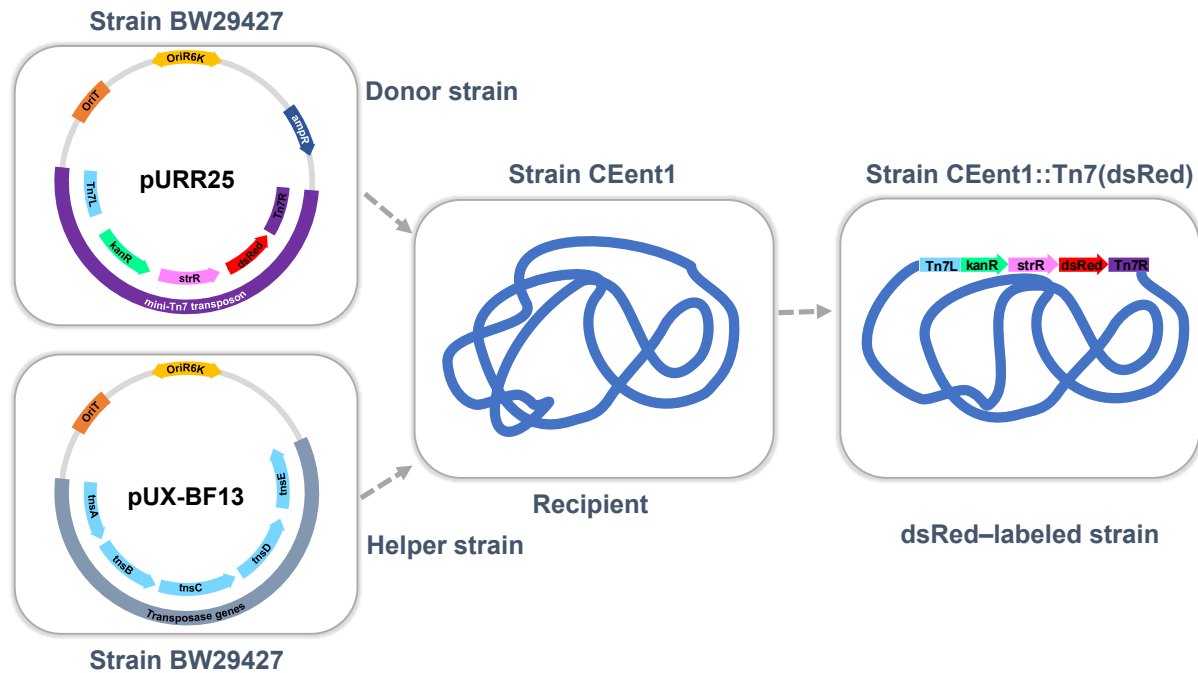 Strain BW29427
OriR6K
OriT
ampR
pURR25
Tn7L
kanR
strR
dsRed
Tn7R
mini-Tn7 transposon
Donor strain
OriR6K
OriT
pUX-BF13
tnsA
tnsB
tnsC
tnsD
tnsE
Transposase genes
Helper strain
Strain BW29427
Strain CEent1
Recipient
Strain CEent1::Tn7(dsRed)
Tn7L kanR strR dsRed Tn7R
dsRed–labeled strain